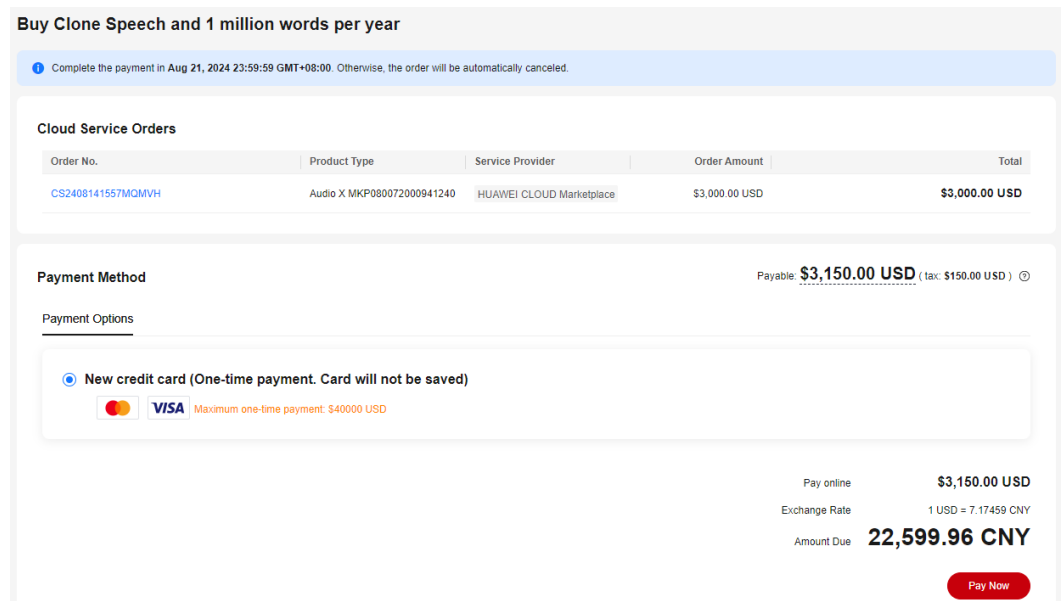 Buy Clone Speech and 1 million words per year
Complete the payment in Aug 21, 2024 23:59:59 GMT+08:00. Otherwise, the order will be automatically canceled.
Cloud Service Orders
Order No. Product Type Service Provider Order Amount Total
CS2408141557MQMVH Audio X MKP080072000941240 HUAWEI CLOUD Marketplace $3,000.00 USD $3,000.00 USD
Payment Method Payable: $3,150.00 USD ( tax: $150.00 USD )
Payment Options
New credit card (One-time payment. Card will not be saved)
VISA Maximum one-time payment: $40000 USD
Pay online $3,150.00 USD
Exchange Rate 1 USD = 7.17459 CNY
Amount Due 22,599.96 CNY
Pay Now